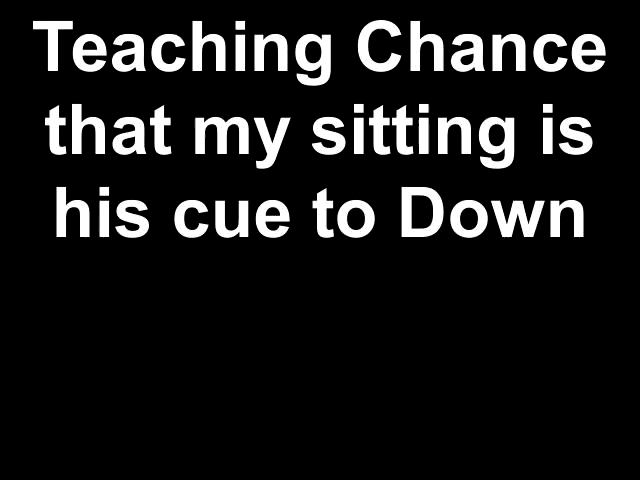 Teaching Chance
that my sitting is
his cue to Down